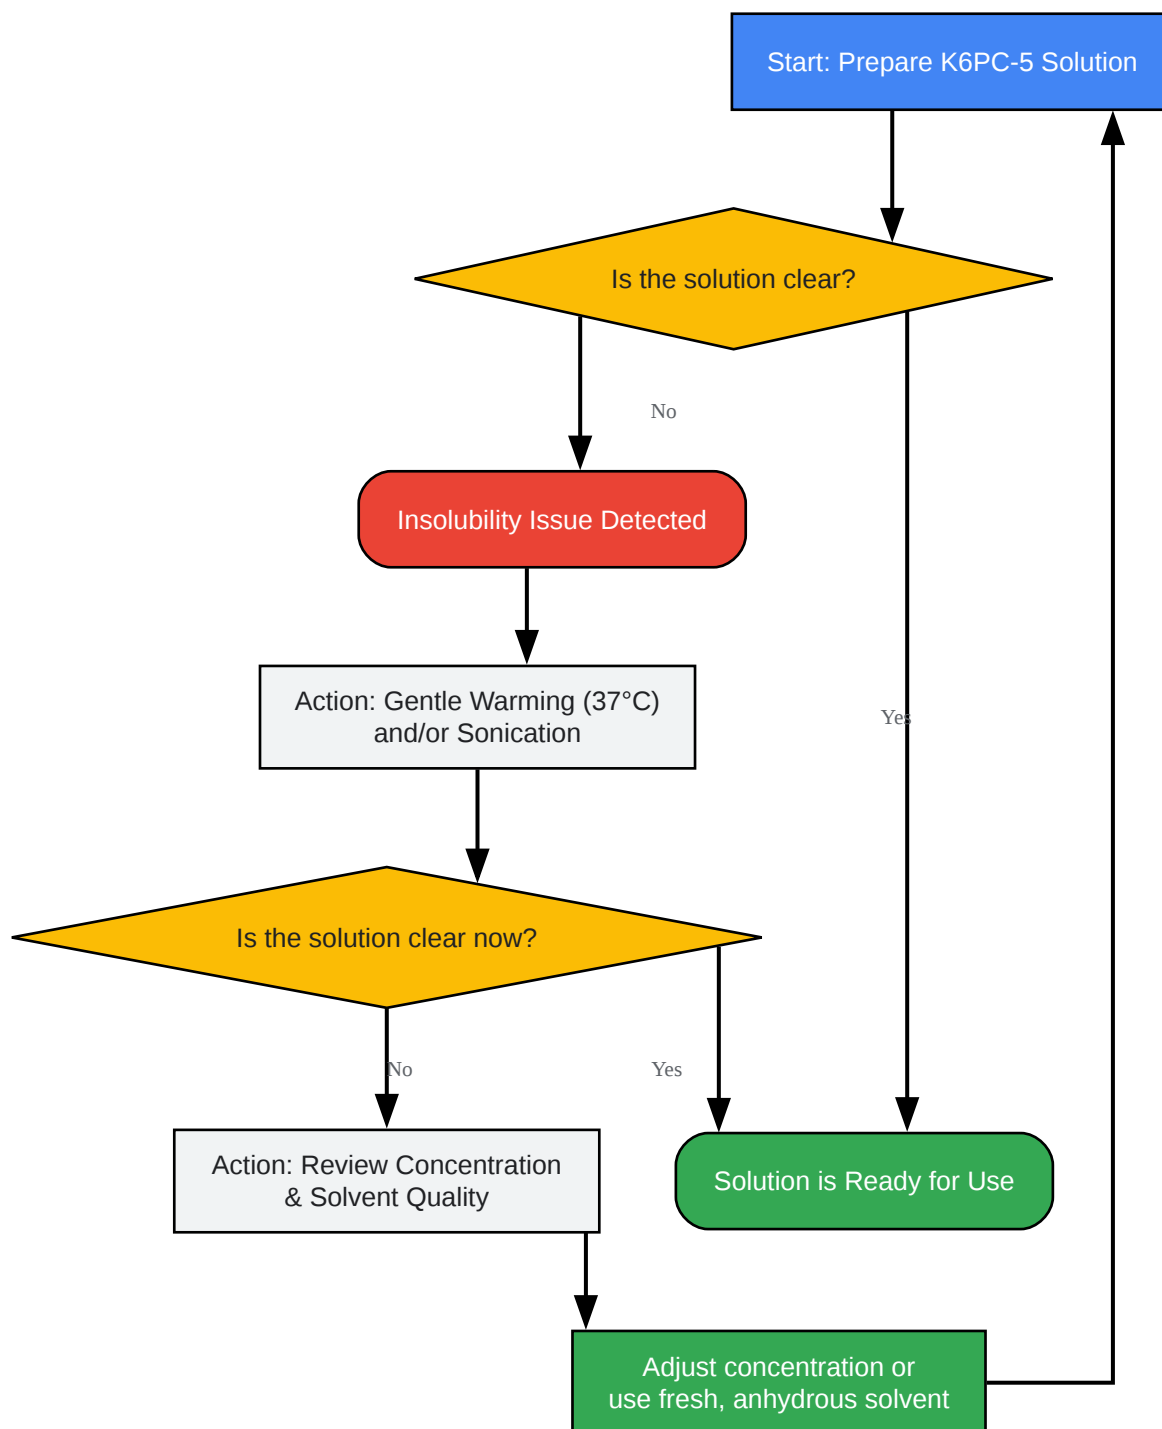 Start: Prepare K6PC-5 Solution
Is the solution clear?
No
Insolubility Issue Detected
Action: Gentle Warming (37°C)
and/or Sonication
Yes
Is the solution clear now?
No
Yes
Action: Review Concentration
& Solvent Quality
Solution is Ready for Use
Adjust concentration or
use fresh, anhydrous solvent